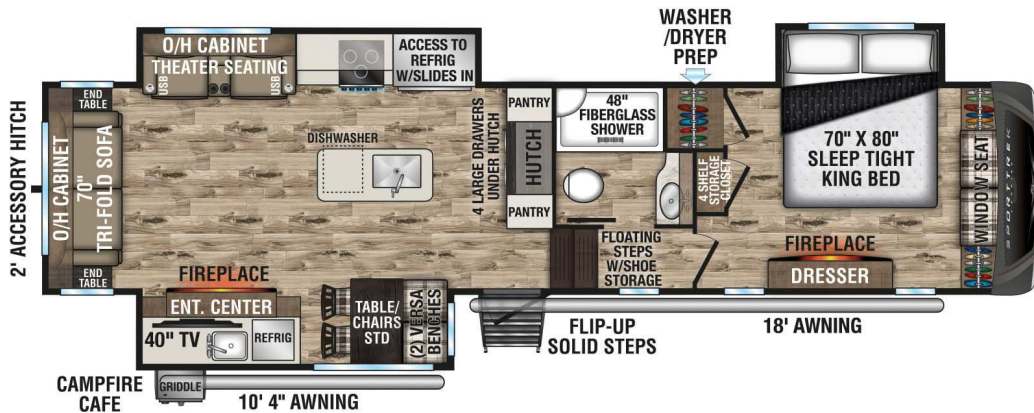 O/H CABINET
THEATER SEATING
USB
USB
ACCESS TO
REFRIG
W/SLIDES IN
WASHER
/DRYER
PREP
END
TABLE
2' ACCESSORY HITCH
O/H CABINET
70"
TRI-FOLD SOFA
END
TABLE
DISHWASHER
4 LARGE DRAWERS
UNDER HUTCH
PANTRY
HUTCH
PANTRY
48"
FIBERGLASS
SHOWER
4 SHELF
STORAGE
CLOSET
70" X 80"
SLEEP TIGHT
KING BED
WINDOW SEAT
SPORTTREK
FLOATING
STEPS
W/SHOE
STORAGE
FIREPLACE
DRESSER
FIREPLACE
ENT. CENTER
40" TV
REFRIG
TABLE/
CHAIRS
STD
(2) VERSA
BENCHES
FLIP-UP
SOLID STEPS
18' AWNING
CAMPFIRE
CAFE
GRIDDLE
10' 4" AWNING